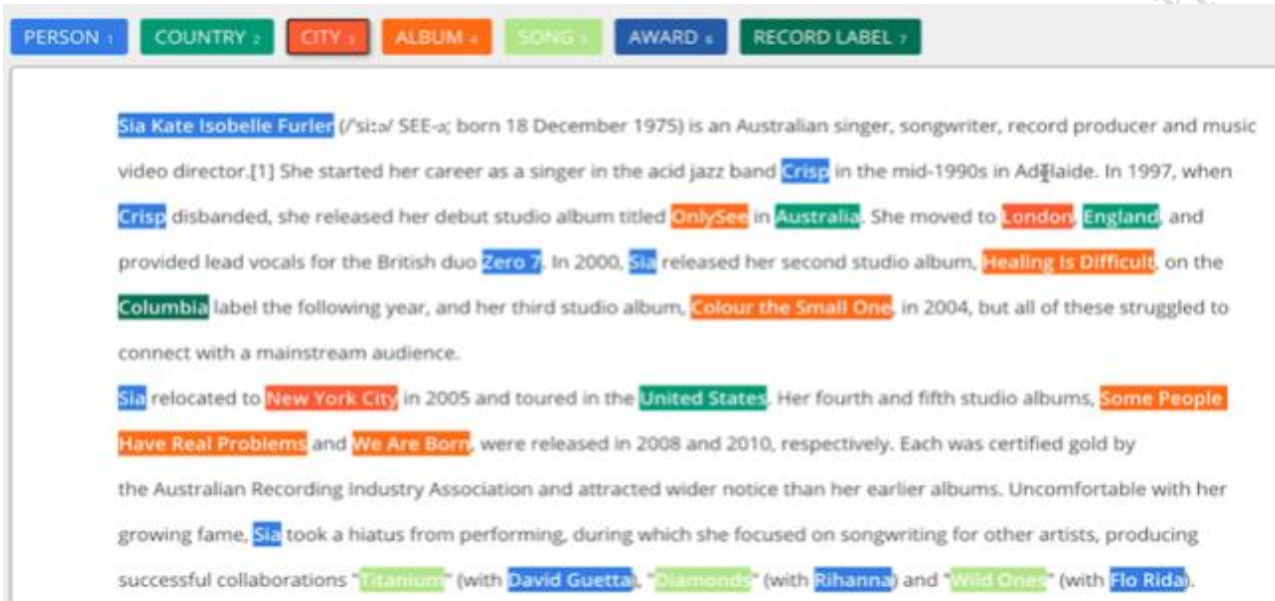 PERSON 1 COUNTRY 2 CITY 3 ALBUM 4 SONG 5 AWARD 6 RECORD LABEL 7
Sia Kate Isobelle Furler (/ˈsiːə/ SEE-ə; born 18 December 1975) is an Australian singer, songwriter, record producer and music
video director.[1] She started her career as a singer in the acid jazz band Crisp in the mid-1990s in Adelaide. In 1997, when
Crisp disbanded, she released her debut studio album titled OnlySee in Australia. She moved to London, England, and
provided lead vocals for the British duo Zero 7. In 2000, Sia released her second studio album, Healing Is Difficult, on the
Columbia label the following year, and her third studio album, Colour the Small One, in 2004, but all of these struggled to
connect with a mainstream audience.
Sia relocated to New York City in 2005 and toured in the United States. Her fourth and fifth studio albums, Some People
Have Real Problems and We Are Born, were released in 2008 and 2010, respectively. Each was certified gold by
the Australian Recording Industry Association and attracted wider notice than her earlier albums. Uncomfortable with her
growing fame, Sia took a hiatus from performing, during which she focused on songwriting for other artists, producing
successful collaborations "Titanium" (with David Guetta), "Diamonds" (with Rihanna) and "Wild Ones" (with Flo Rida).